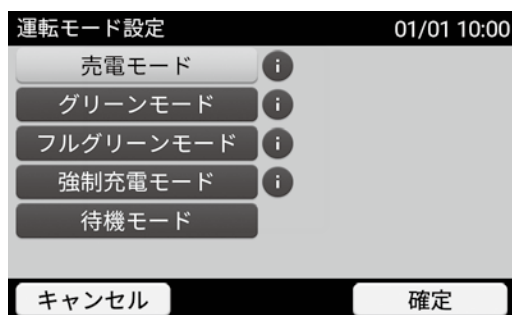 運転モード設定 01/01 10:00
売電モード i
グリーンモード i
フルグリーンモード i
強制充電モード i
待機モード
キャンセル 確定